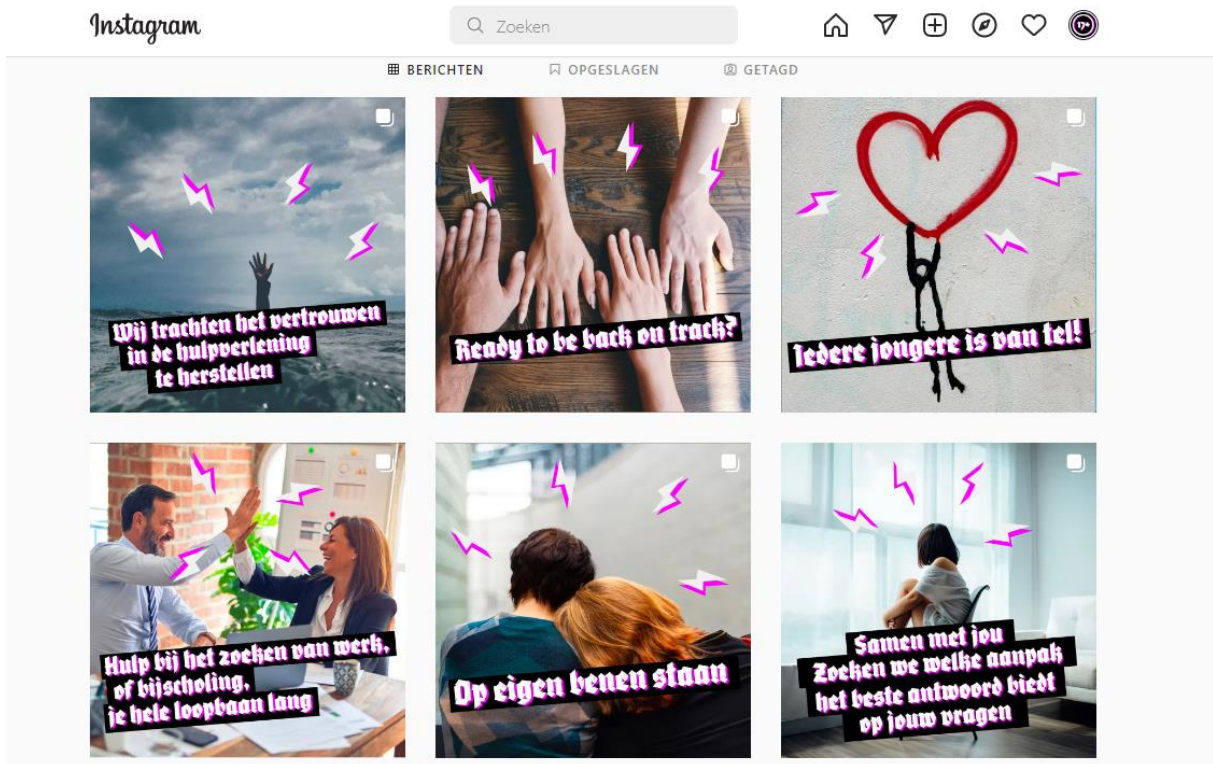 Instagram
Zoeken
17+
BERICHTEN
OPGESLAGEN
GETAGD
Wij trachten het vertrouwen
in de hulpverlening
te herstellen
Ready to be back on track?
Iedere jongere is van tel!
Hulp bij het zoeken van werk,
of bijscholing,
je hele loopbaan lang
Op eigen benen staan
Samen met jou
Zoeken we welke aanpak
het beste antwoord biedt
op jouw vragen